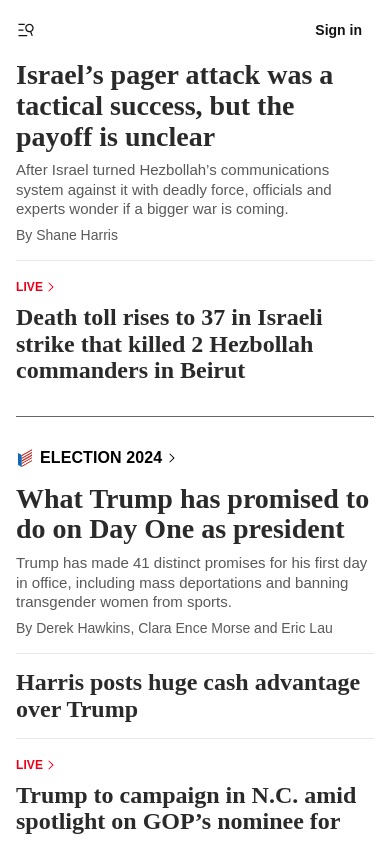 Sign in
Israel’s pager attack was a
tactical success, but the
payoff is unclear
After Israel turned Hezbollah’s communications
system against it with deadly force, officials and
experts wonder if a bigger war is coming.
By Shane Harris
LIVE
Death toll rises to 37 in Israeli
strike that killed 2 Hezbollah
commanders in Beirut
ELECTION 2024
What Trump has promised to
do on Day One as president
Trump has made 41 distinct promises for his first day
in office, including mass deportations and banning
transgender women from sports.
By Derek Hawkins, Clara Ence Morse and Eric Lau
Harris posts huge cash advantage
over Trump
LIVE
Trump to campaign in N.C. amid
spotlight on GOP’s nominee for